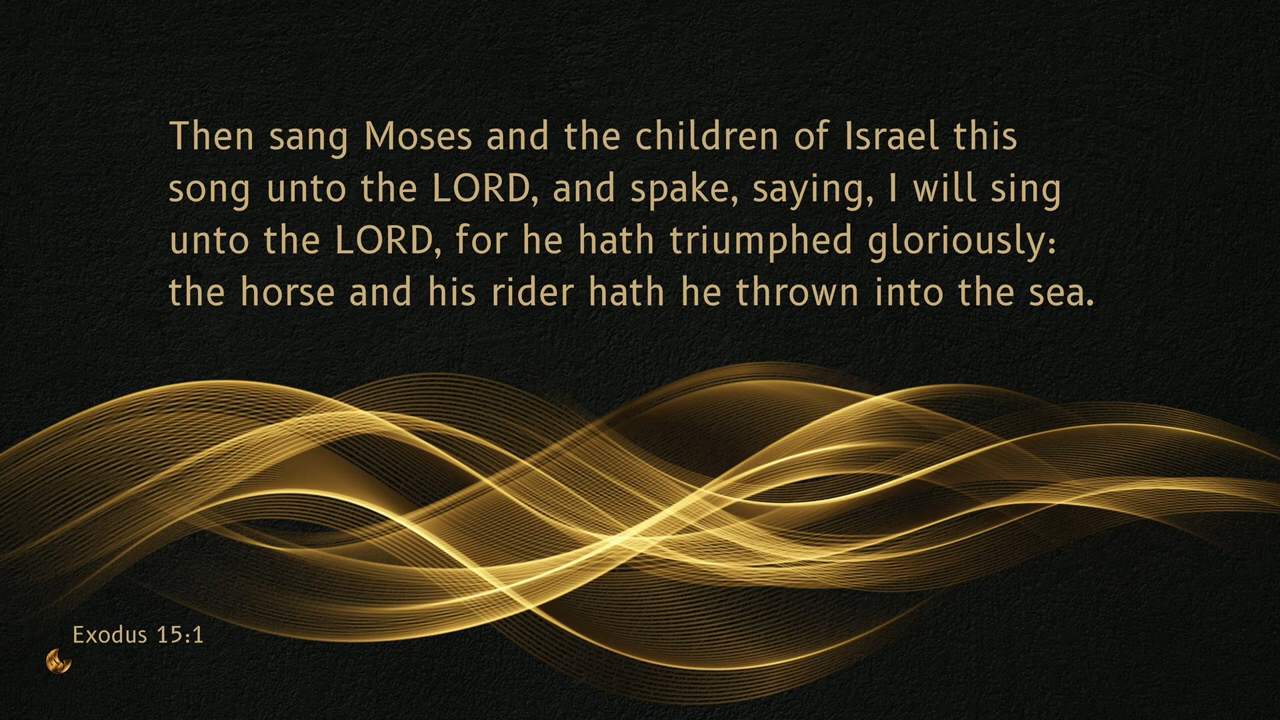 Then sang Moses and the children of Israel this
song unto the LORD, and spake, saying, I will sing
unto the LORD, for he hath triumphed gloriously:
the horse and his rider hath he thrown into the sea.
Exodus 15:1